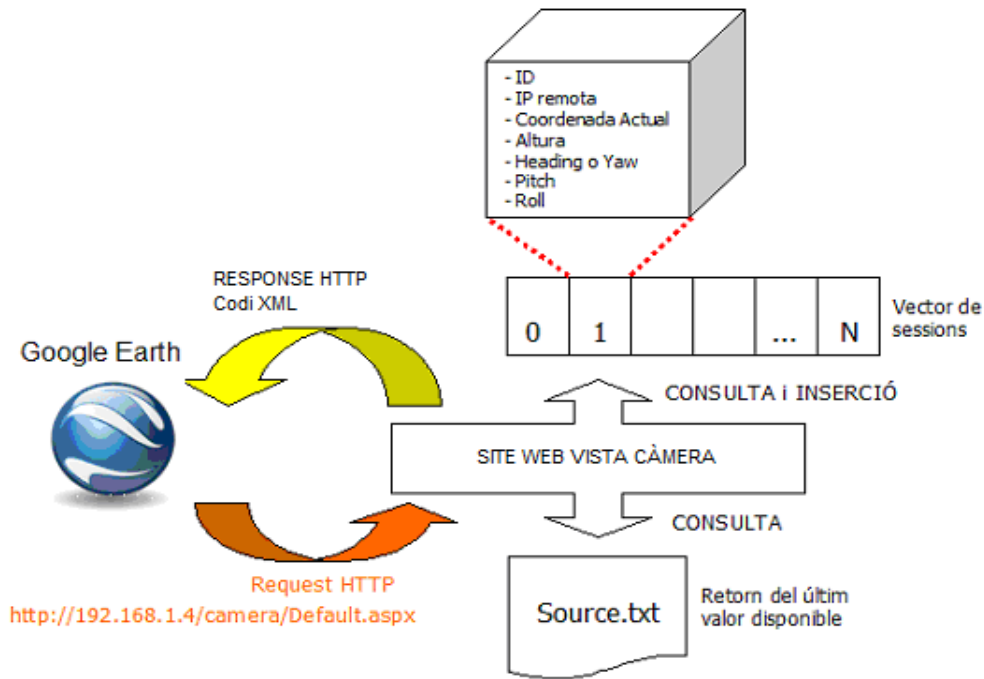 - ID
- IP remota
- Coordenada Actual
- Altura
- Heading o Yaw
- Pitch
- Roll
RESPONSE HTTP
Codi XML
0 1 ... N
Vector de
sessions
Google Earth
CONSULTA i INSERCIÓ
SITE WEB VISTA CÀMERA
CONSULTA
Request HTTP
http://192.168.1.4/camera/Default.aspx
Source.txt
Retorn del últim
valor disponible